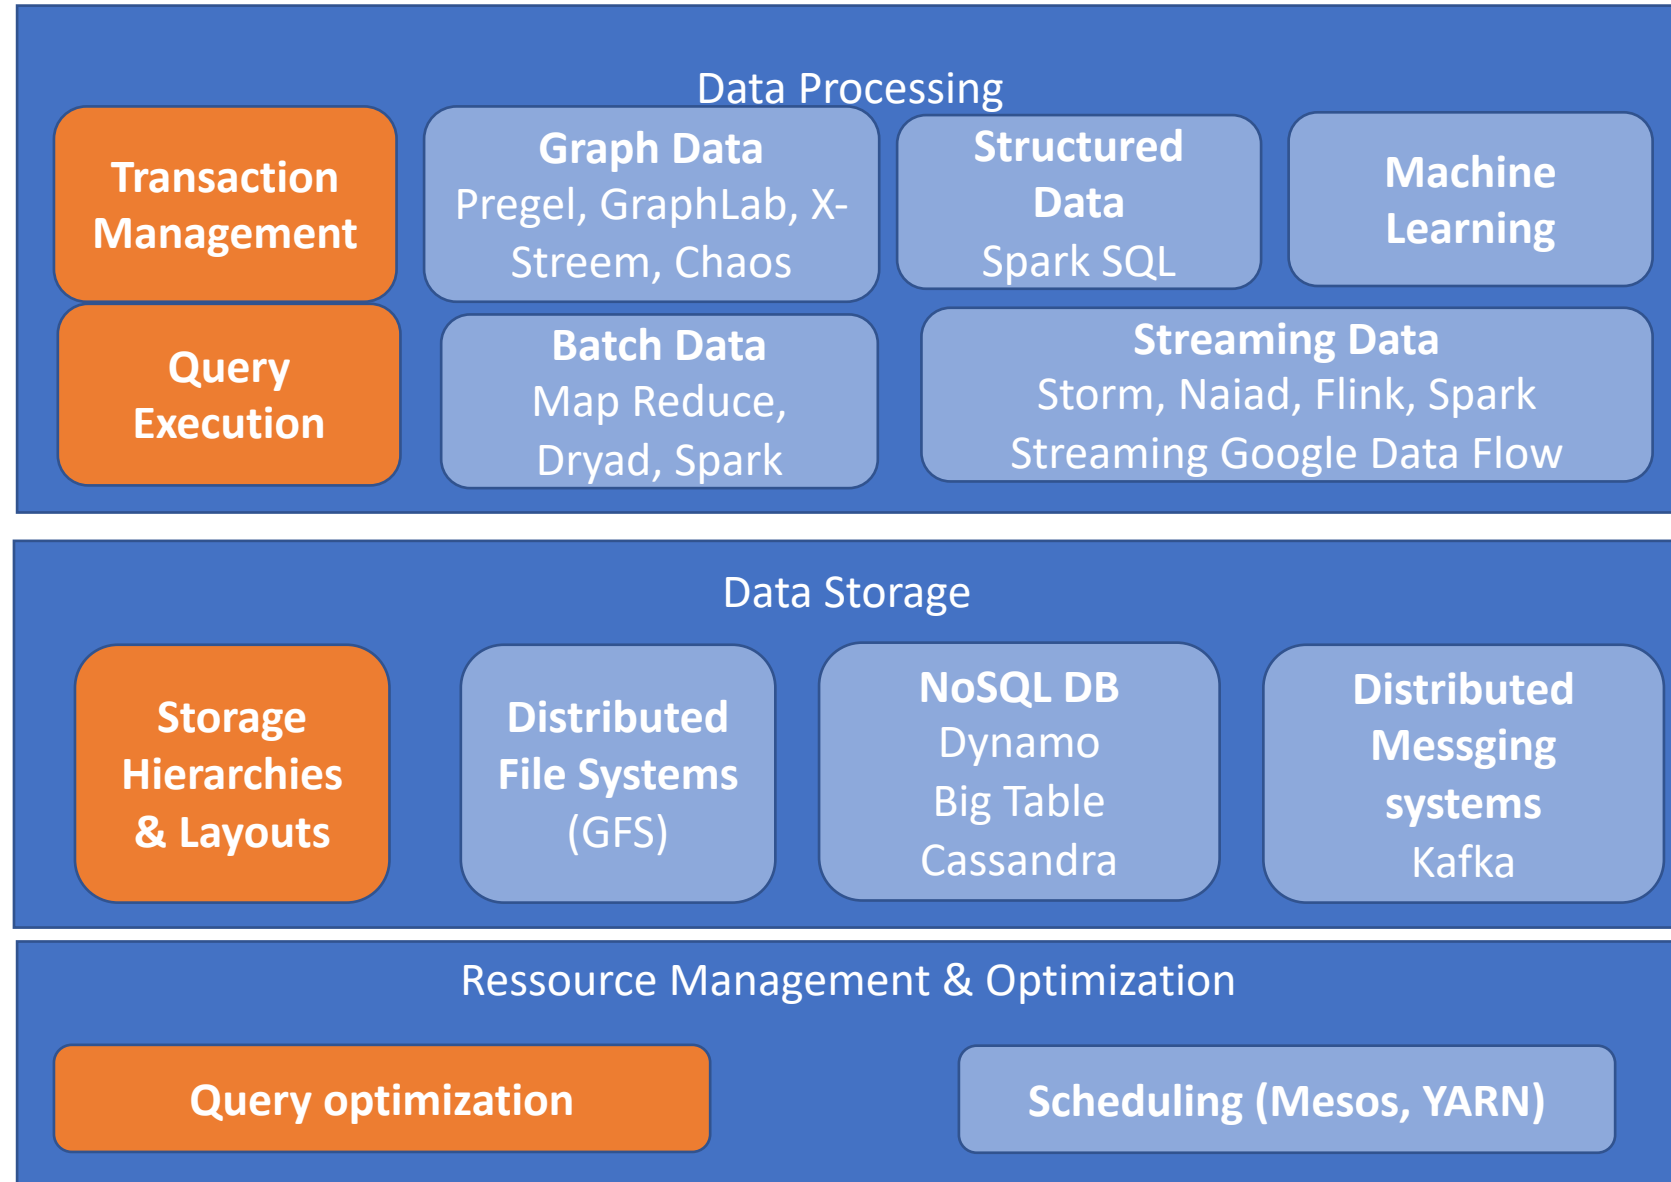 Data Processing
Transaction
Management
Graph Data
Pregel, GraphLab, X-
Streem, Chaos
Structured
Data
Spark SQL
Machine
Learning
Query
Execution
Batch Data
Map Reduce,
Dryad, Spark
Streaming Data
Storm, Naiad, Flink, Spark
Streaming Google Data Flow
Data Storage
Storage
Hierarchies
& Layouts
Distributed
File Systems
(GFS)
NoSQL DB
Dynamo
Big Table
Cassandra
Distributed
Messging
systems
Kafka
Ressource Management & Optimization
Query optimization
Scheduling (Mesos, YARN)